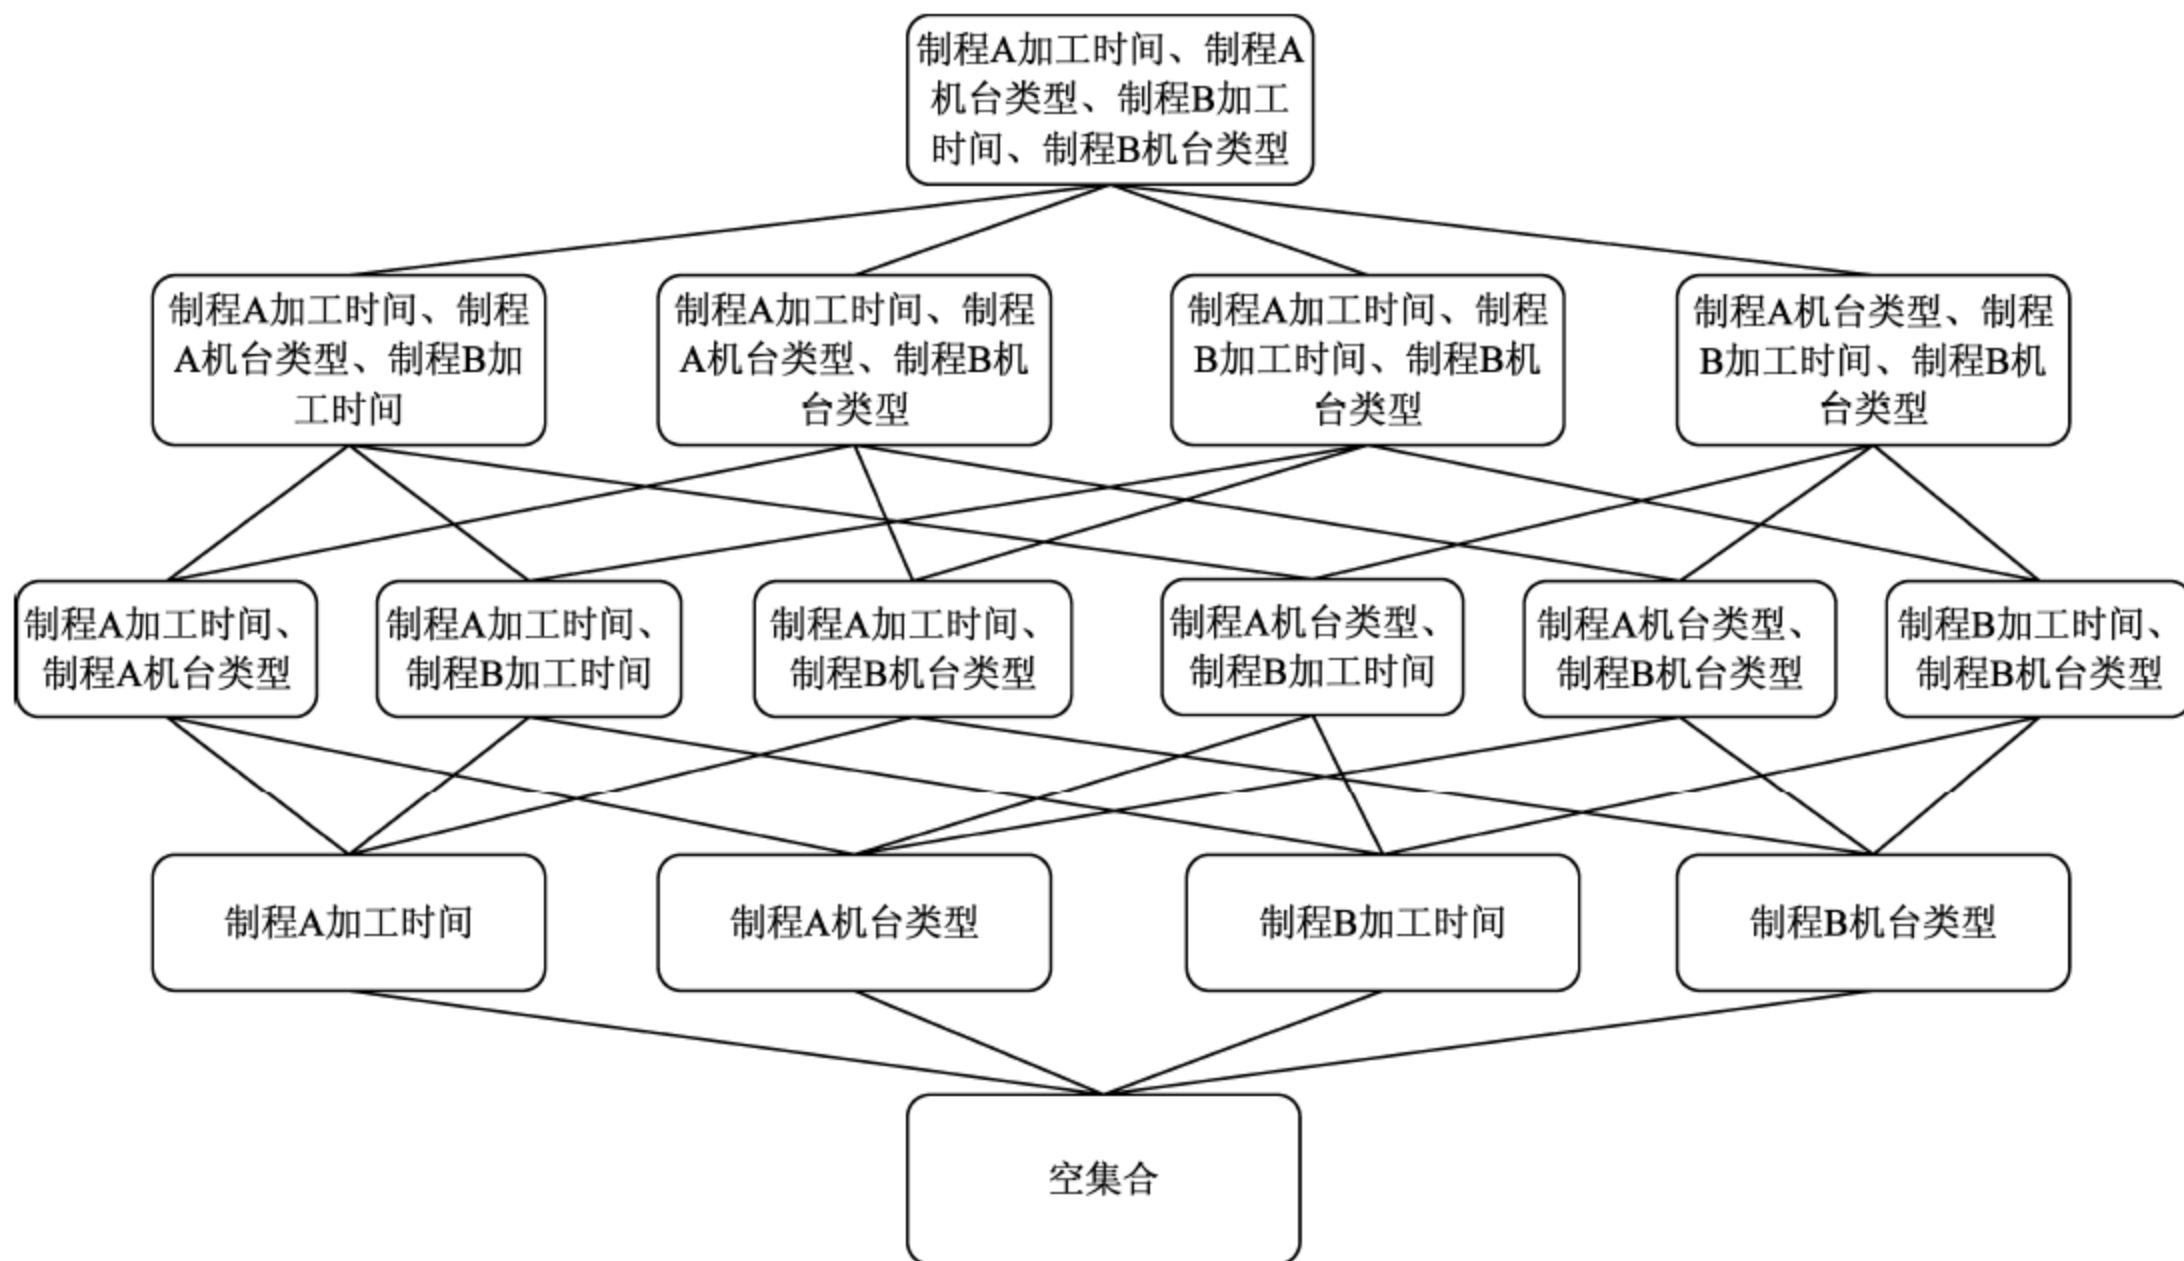 制程A加工时间、制程A
机台类型、制程B加工
时间、制程B机台类型
制程A加工时间、制程
A机台类型、制程B加
工时间
制程A加工时间、制程
A机台类型、制程B机
台类型
制程A加工时间、制程
B加工时间、制程B机
台类型
制程A机台类型、制程
B加工时间、制程B机
台类型
制程A加工时间、
制程A机台类型
制程A加工时间、
制程B加工时间
制程A加工时间、
制程B机台类型
制程A机台类型、
制程B加工时间
制程A机台类型、
制程B机台类型
制程B加工时间、
制程B机台类型
制程A加工时间
制程A机台类型
制程B加工时间
制程B机台类型
空集合